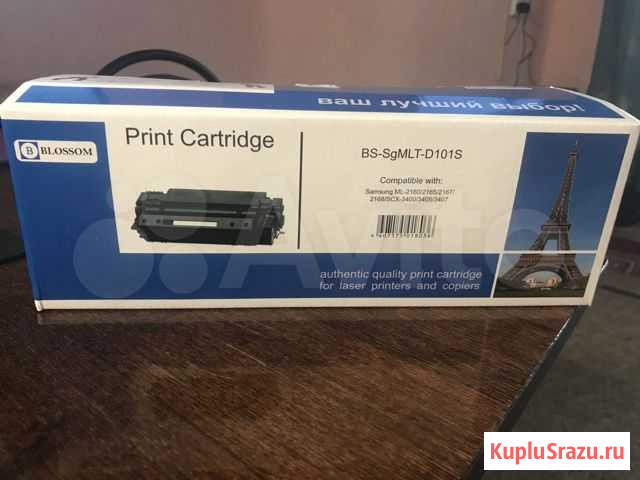 ваш лучший выбор!
B BLOSSOM
Print Cartridge
BS-SgMLT-D101S
Compatible with:
Samsung ML-2160/2165/2167/
2168/SCX-3400/3405/3407
authentic quality print cartridge
for laser printers and copiers
Avito
KupluSrazu.ru